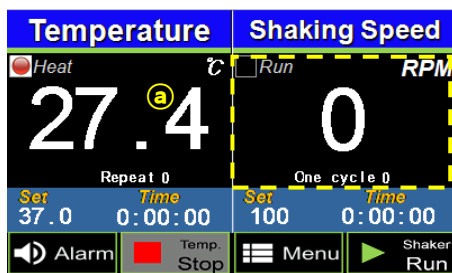 Temperature Shaking Speed
Heat ℃ Run RPM
27.4 ⓐ 0
Repeat 0 One cycle 0
Set Time Set Time
37.0 0:00:00 100 0:00:00
Alarm Temp. Stop Menu Shaker Run